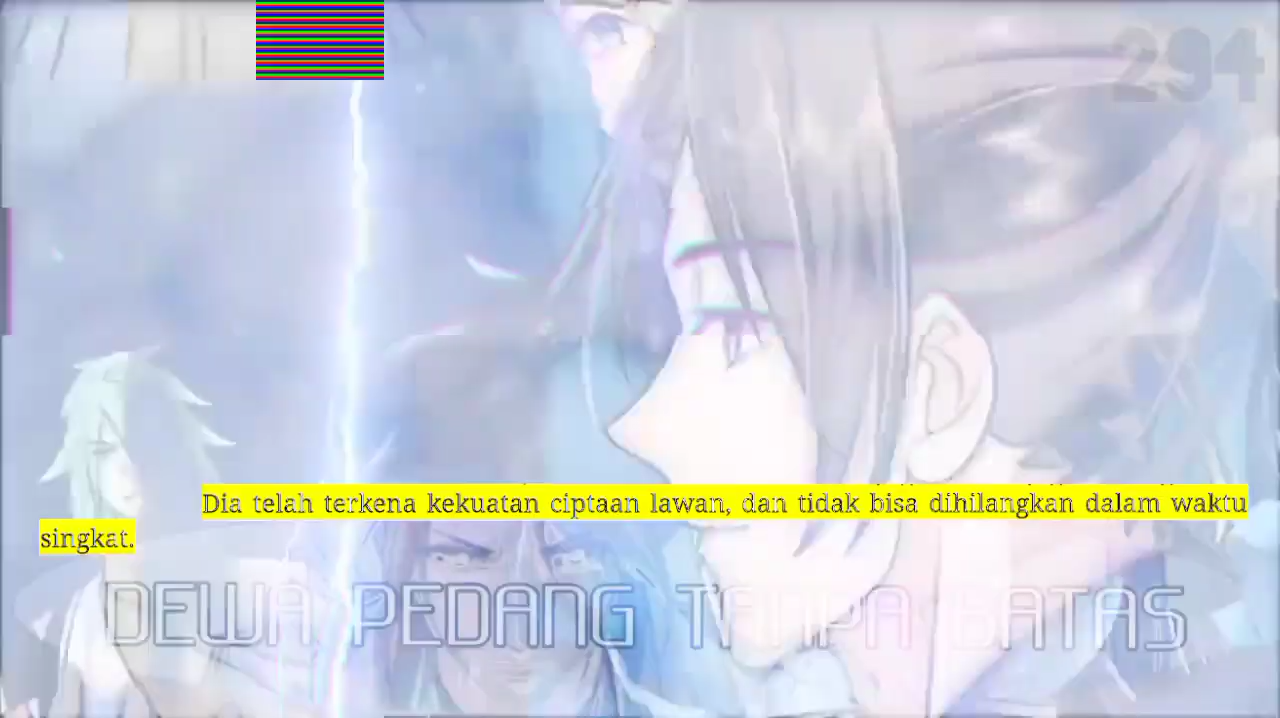 294
Dia telah terkena kekuatan ciptaan lawan, dan tidak bisa dihilangkan dalam waktu
singkat.
DEWA PEDANG TANPA BATAS